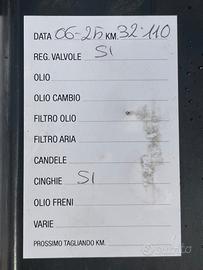 DATA 06-25 KM. 32.110
REG. VALVOLE SI
OLIO
OLIO CAMBIO
FILTRO OLIO
FILTRO ARIA
CANDELE
CINGHIE SI
OLIO FRENI
VARIE
PROSSIMO TAGLIANDO KM.
subito